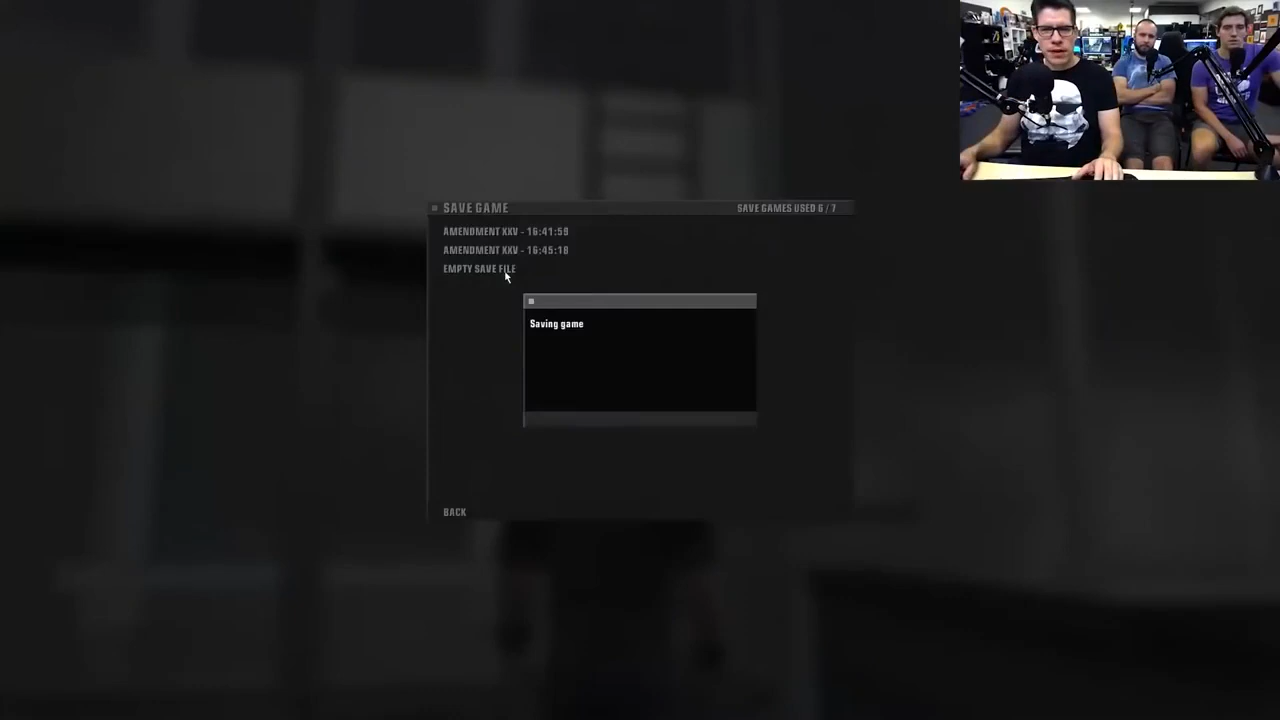 SAVE GAME
SAVE GAMES USED 6 / 7
AMENDMENT XXV - 16:41:59
AMENDMENT XXV - 16:45:18
EMPTY SAVE FILE
Saving game
BACK